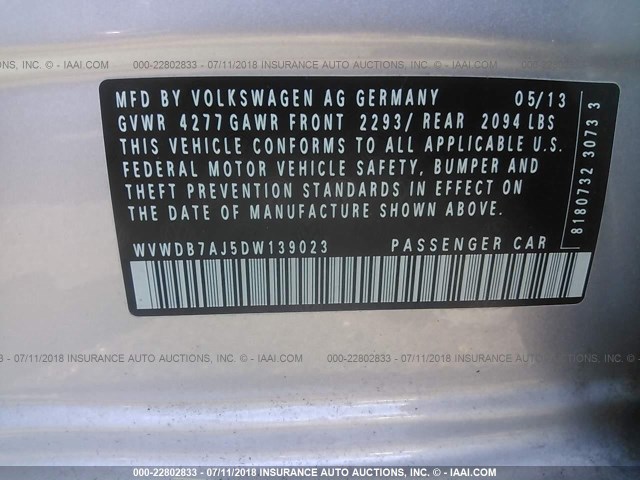 INC. - IAAI.COM 000-22802833 - 07/11/2018 INSURANCE AUTO AUCTIONS, INC. - IAAI.COM
MFD BY VOLKSWAGEN AG GERMANY 05/13
GVWR 4277 GAWR FRONT 2293/ REAR 2094 LBS
THIS VEHICLE CONFORMS TO ALL APPLICABLE U.S.
FEDERAL MOTOR VEHICLE SAFETY, BUMPER AND
THEFT PREVENTION STANDARDS IN EFFECT ON
THE DATE OF MANUFACTURE SHOWN ABOVE.
WVWDB7AJ5DW139023 PASSENGER CAR
8180732 3073 3
07/11/2018 INSURANCE AUTO AUCTIONS, INC. - IAAI.COM 000-22802833 - 07/11/2018 INSURANCE AUTO AUCTIONS, INC.
000-22802833 - 07/11/2018 - INSURANCE AUTO AUCTIONS, INC. - WWW.IAAI.COM